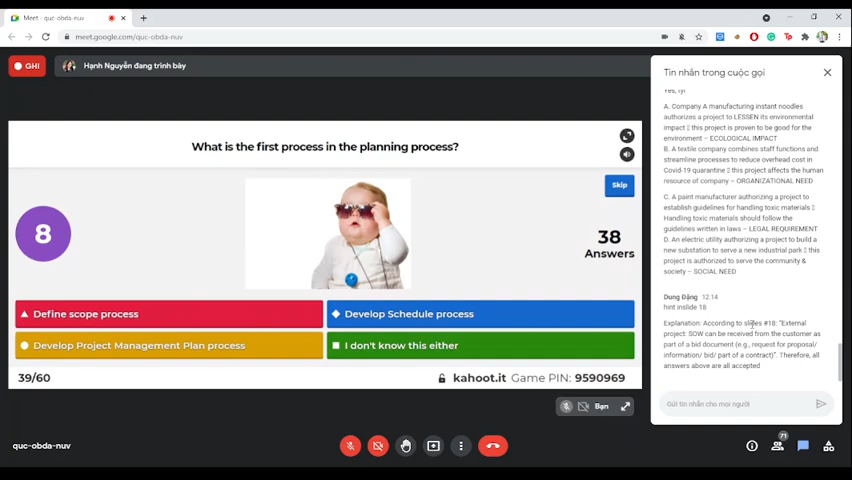 Meet - quc-obda-nuv
meet.google.com/quc-obda-nuv
GHI
Hạnh Nguyễn đang trình bày
Tin nhắn trong cuộc gọi
What is the first process in the planning process?
Skip
8
38
Answers
Define scope process
Develop Schedule process
Develop Project Management Plan process
I don't know this either
39/60
kahoot.it Game PIN: 9590969
Bạn
A. Company A manufacturing instant noodles
authorizes a project to LESSEN its environmental
impact this project is proven to be good for the
environment – ECOLOGICAL IMPACT
B. A textile company combines staff functions and
streamline processes to reduce overhead cost in
Covid-19 quarantine this project affects the human
resource of company – ORGANIZATIONAL NEED
C. A paint manufacturer authorizing a project to
establish guidelines for handling toxic materials
Handling toxic materials should follow the
guidelines written in laws – LEGAL REQUIREMENT
D. An electric utility authorizing a project to build a
new substation to serve a new industrial park this
project is authorized to serve the community &
society – SOCIAL NEED
Dung Đặng 12:14
hint inslide 18
Explanation: According to slides #18: "External
project: SOW can be received from the customer as
part of a bid document (e.g., request for proposal/
information/ bid/ part of a contract)". Therefore, all
answers above are all accepted
Gửi tin nhắn cho mọi người
quc-obda-nuv
71